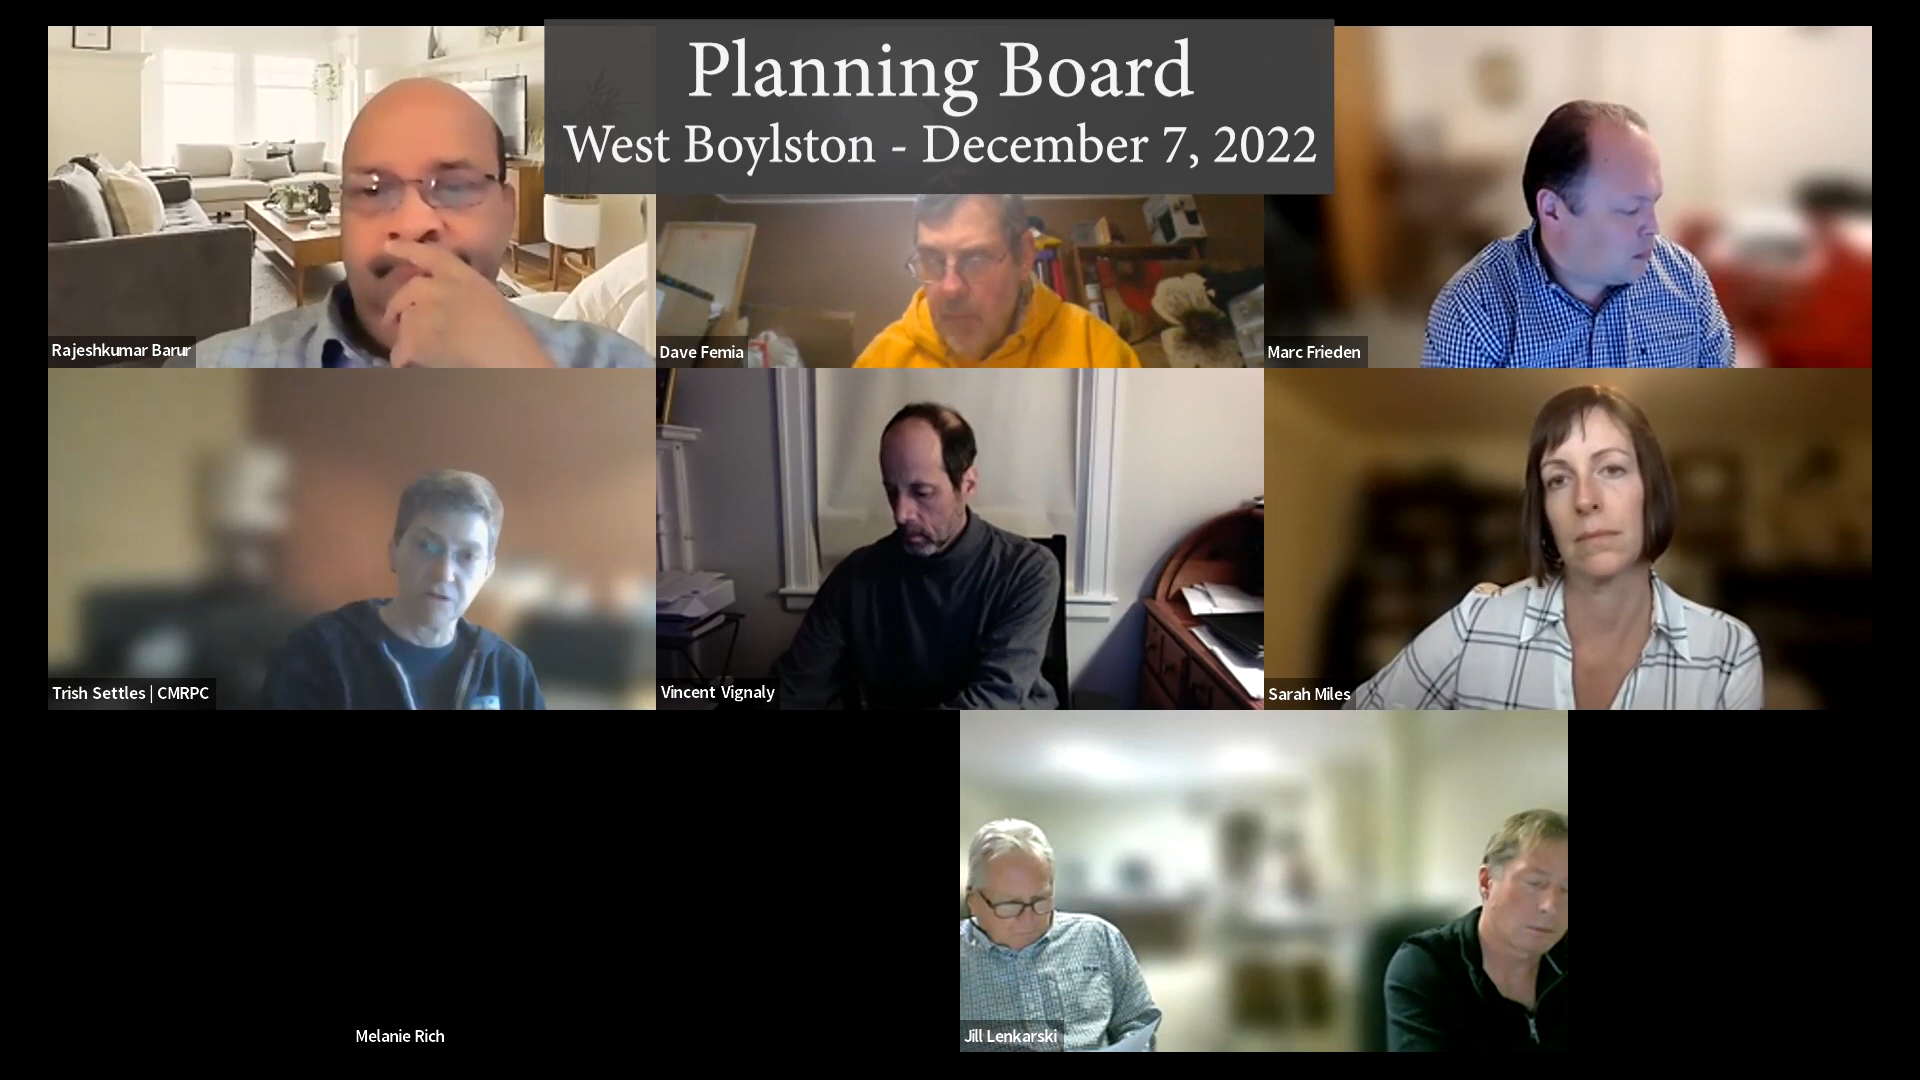 Planning Board
West Boylston - December 7, 2022
Rajeshkumar Barur
Dave Femia
Marc Frieden
Trish Settles | CMRPC
Vincent Vignaly
Sarah Miles
Melanie Rich
Jill Lenkarski